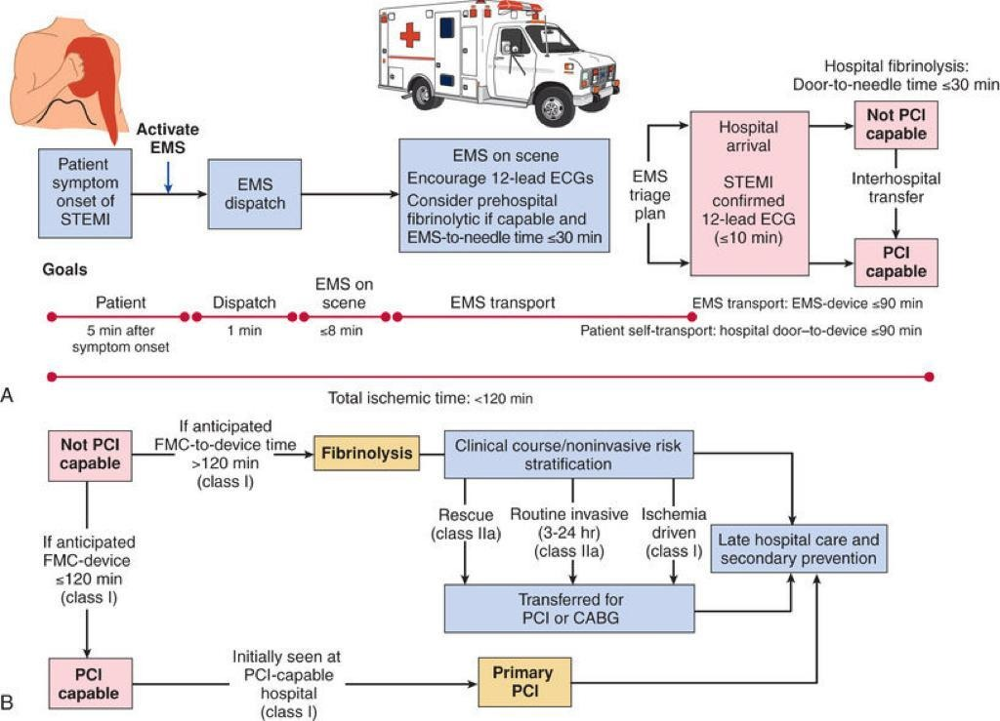 Activate
EMS
Patient
symptom
onset of
STEMI
EMS
dispatch
EMS on scene
Encourage 12-lead ECGs
Consider prehospital
fibrinolytic if capable and
EMS-to-needle time ≤30 min
EMS
triage
plan
Hospital
arrival
STEMI
confirmed
12-lead ECG
(≤10 min)
Hospital fibrinolysis:
Door-to-needle time ≤30 min
Not PCI
capable
Interhospital
transfer
PCI
capable
Goals
Patient
5 min after
symptom onset
Dispatch
1 min
EMS on
scene
≤8 min
EMS transport
EMS transport: EMS-device ≤90 min
Patient self-transport: hospital door–to-device ≤90 min
A
Total ischemic time: <120 min
Not PCI
capable
If anticipated
FMC-to-device time
>120 min
(class I)
Fibrinolysis
Clinical course/noninvasive risk
stratification
Rescue
(class IIa)
Routine invasive
(3-24 hr)
(class IIa)
Ischemia
driven
(class I)
Late hospital care and
secondary prevention
If anticipated
FMC-device
≤120 min
(class I)
Transferred for
PCI or CABG
PCI
capable
Initially seen at
PCI-capable
hospital
(class I)
Primary
PCI
B